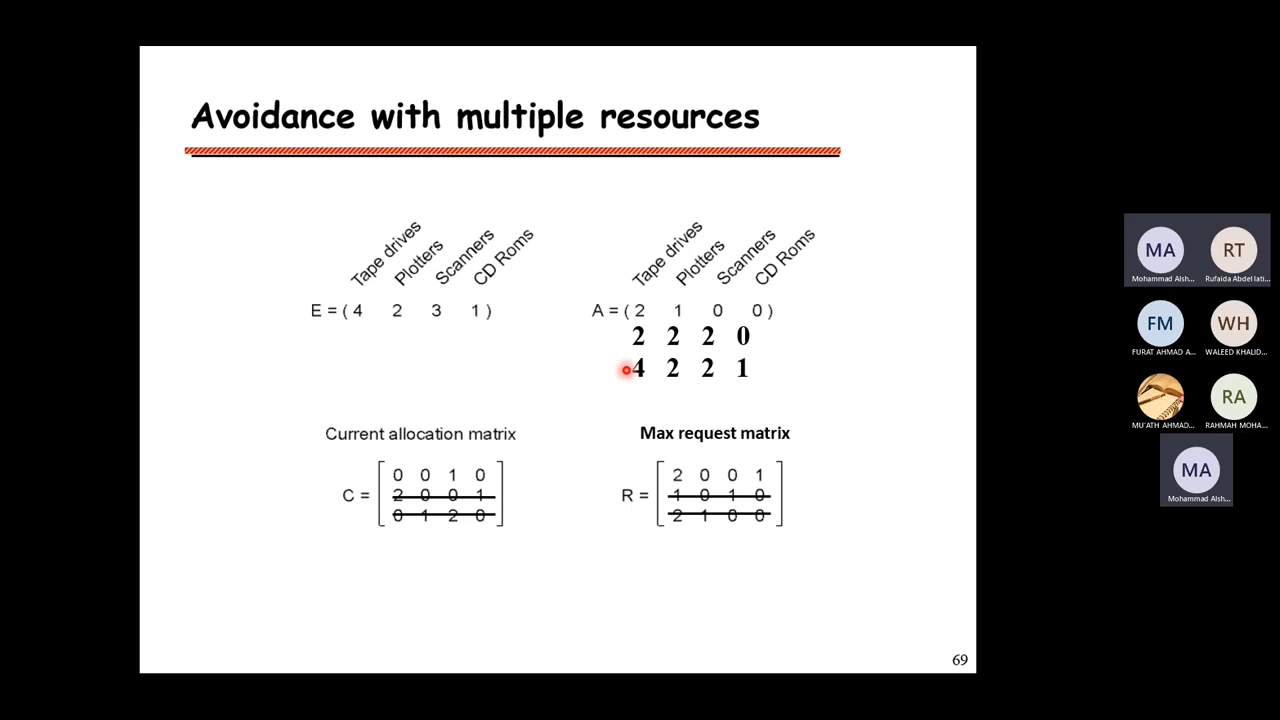 Avoidance with multiple resources
Tape drives Plotters Scanners CD Roms
Tape drives Plotters Scanners CD Roms
E = ( 4 2 3 1 )
A = ( 2 1 0 0 )
2 2 2 0
4 2 2 1
Current allocation matrix
Max request matrix
C = [ 0 0 1 0
2 0 0 1
0 1 2 0 ]
R = [ 2 0 0 1
1 0 1 0
2 1 0 0 ]
69
MA RT
Mohammad Alsh... Rufaida Abdel lati...
FM WH
FURAT AHMAD A... WALEED KHALID...
RA
MU'ATH AHMAD... RAHMAH MOHA...
MA
Mohammad Alsh...